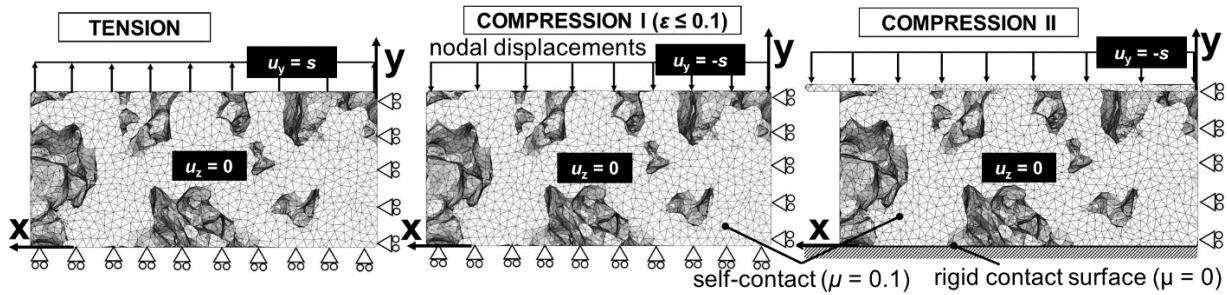 TENSION
u_y = s
y
u_z = 0
x
COMPRESSION I (ε ≤ 0.1)
nodal displacements
u_y = -s
y
u_z = 0
x
self-contact (μ = 0.1)
COMPRESSION II
u_y = -s
y
u_z = 0
x
rigid contact surface (μ = 0)